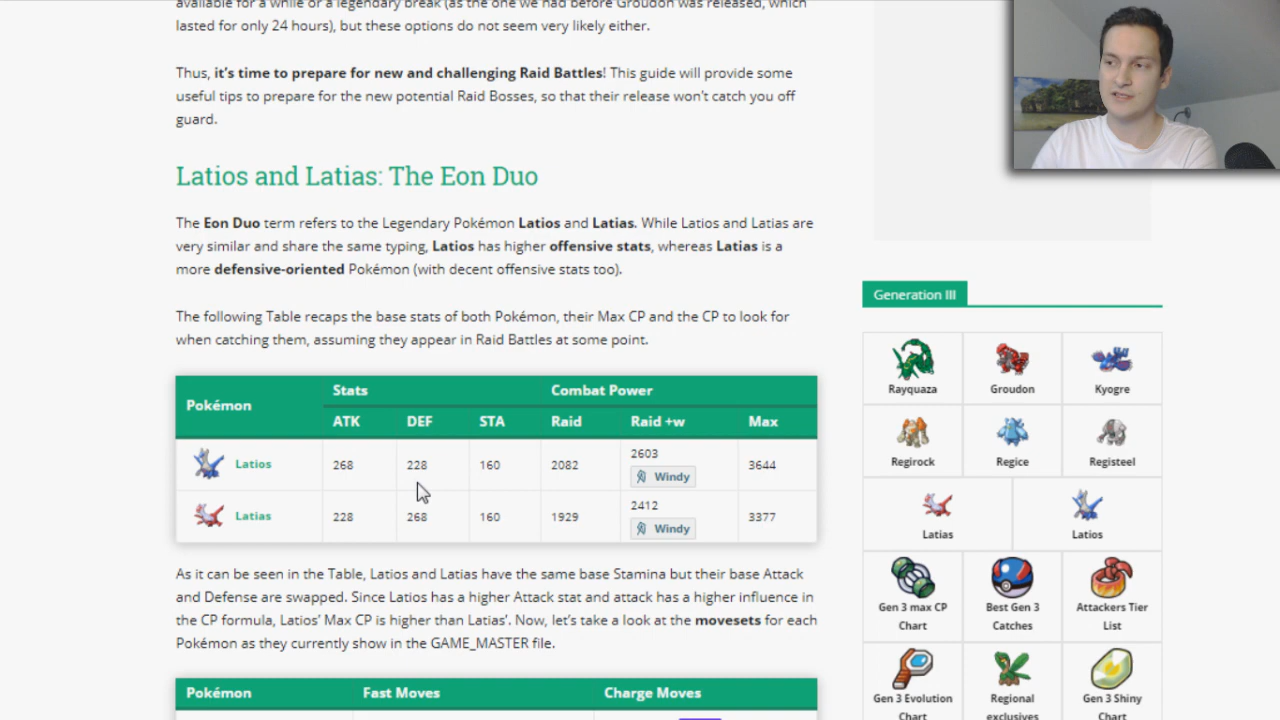 available for a while or a legendary break (as the one we had before Groudon was released, which
lasted for only 24 hours), but these options do not seem very likely either.
Thus, it's time to prepare for new and challenging Raid Battles! This guide will provide some
useful tips to prepare for the new potential Raid Bosses, so that their release won't catch you off
guard.
Latios and Latias: The Eon Duo
The Eon Duo term refers to the Legendary Pokémon Latios and Latias. While Latios and Latias are
very similar and share the same typing, Latios has higher offensive stats, whereas Latias is a
more defensive-oriented Pokémon (with decent offensive stats too).
The following Table recaps the base stats of both Pokémon, their Max CP and the CP to look for
when catching them, assuming they appear in Raid Battles at some point.
Pokémon Stats Combat Power
ATK DEF STA Raid Raid +w Max
Latios 268 228 160 2082 2603 Windy 3644
Latias 228 268 160 1929 2412 Windy 3377
As it can be seen in the Table, Latios and Latias have the same base Stamina but their base Attack
and Defense are swapped. Since Latios has a higher Attack stat and attack has a higher influence in
the CP formula, Latios' Max CP is higher than Latias'. Now, let's take a look at the movesets for each
Pokémon as they currently show in the GAME_MASTER file.
Pokémon Fast Moves Charge Moves
Generation III
Rayquaza Groudon Kyogre
Regirock Regice Registeel
Latias Latios
Gen 3 max CP Best Gen 3 Attackers Tier
Chart Catches List
Gen 3 Evolution Regional Gen 3 Shiny
Chart exclusives Chart